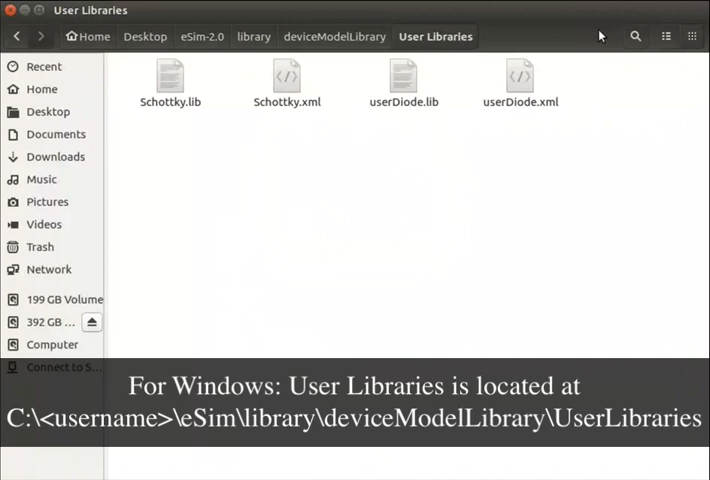 User Libraries
Home Desktop eSim-2.0 library deviceModelLibrary User Libraries
Recent
Home
Desktop
Documents
Downloads
Music
Pictures
Videos
Trash
Network
199 GB Volume
392 GB ...
Computer
Connect to S...
Schottky.lib Schottky.xml userDiode.lib userDiode.xml
For Windows: User Libraries is located at
C:\<username>\eSim\library\deviceModelLibrary\UserLibraries